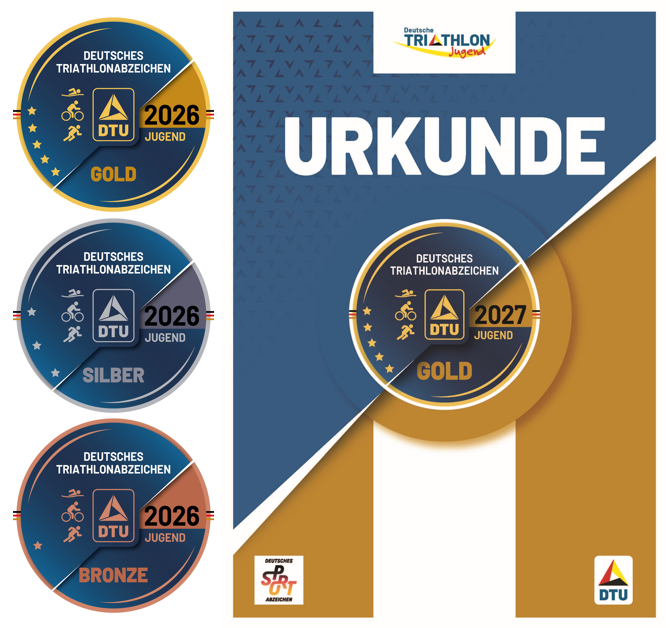 DEUTSCHES
TRIATHLONABZEICHEN
DTU
2026
JUGEND
GOLD
DEUTSCHES
TRIATHLONABZEICHEN
DTU
2026
JUGEND
SILBER
DEUTSCHES
TRIATHLONABZEICHEN
DTU
2026
JUGEND
BRONZE
Deutsche
TRIATHLON
Jugend
URKUNDE
DEUTSCHES
TRIATHLONABZEICHEN
DTU
2027
JUGEND
GOLD
DEUTSCHES
SPORT
ABZEICHEN
DTU